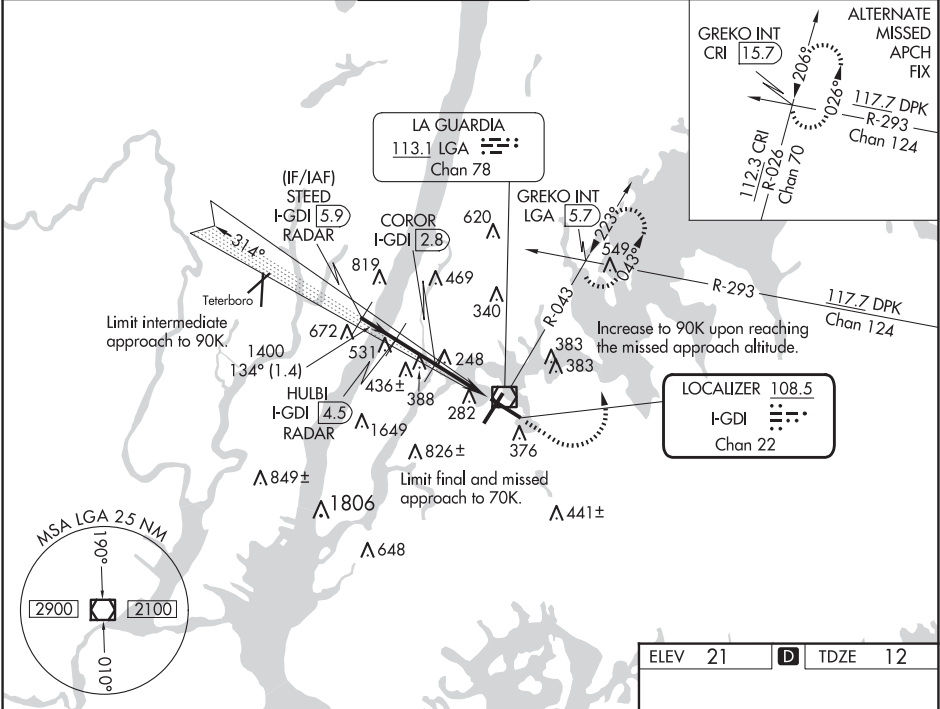 ALTERNATE
MISSED
APCH
FIX
GREKO INT
CRI 15.7
206°
026°
117.7 DPK
R-293
Chan 124
112.3 CRI
R-026
Chan 70
LA GUARDIA
113.1 LGA
Chan 78
(IF/IAF)
STEED
I-GDI 5.9
RADAR
COROR
I-GDI 2.8
620
GREKO INT
LGA 5.7
223°
043°
549
314°
819
469
340
R-043
R-293
117.7 DPK
Chan 124
Teterboro
Limit intermediate
approach to 90K.
672
531
1400
134° (1.4)
436±
388
248
383
383
Increase to 90K upon reaching
the missed approach altitude.
HULBI
I-GDI 4.5
RADAR
282
LOCALIZER 108.5
I-GDI
Chan 22
1649
826±
376
849±
Limit final and missed
approach to 70K.
1806
441±
648
MSA LGA 25 NM
190°
2900
2100
010°
ELEV 21 D TDZE 12